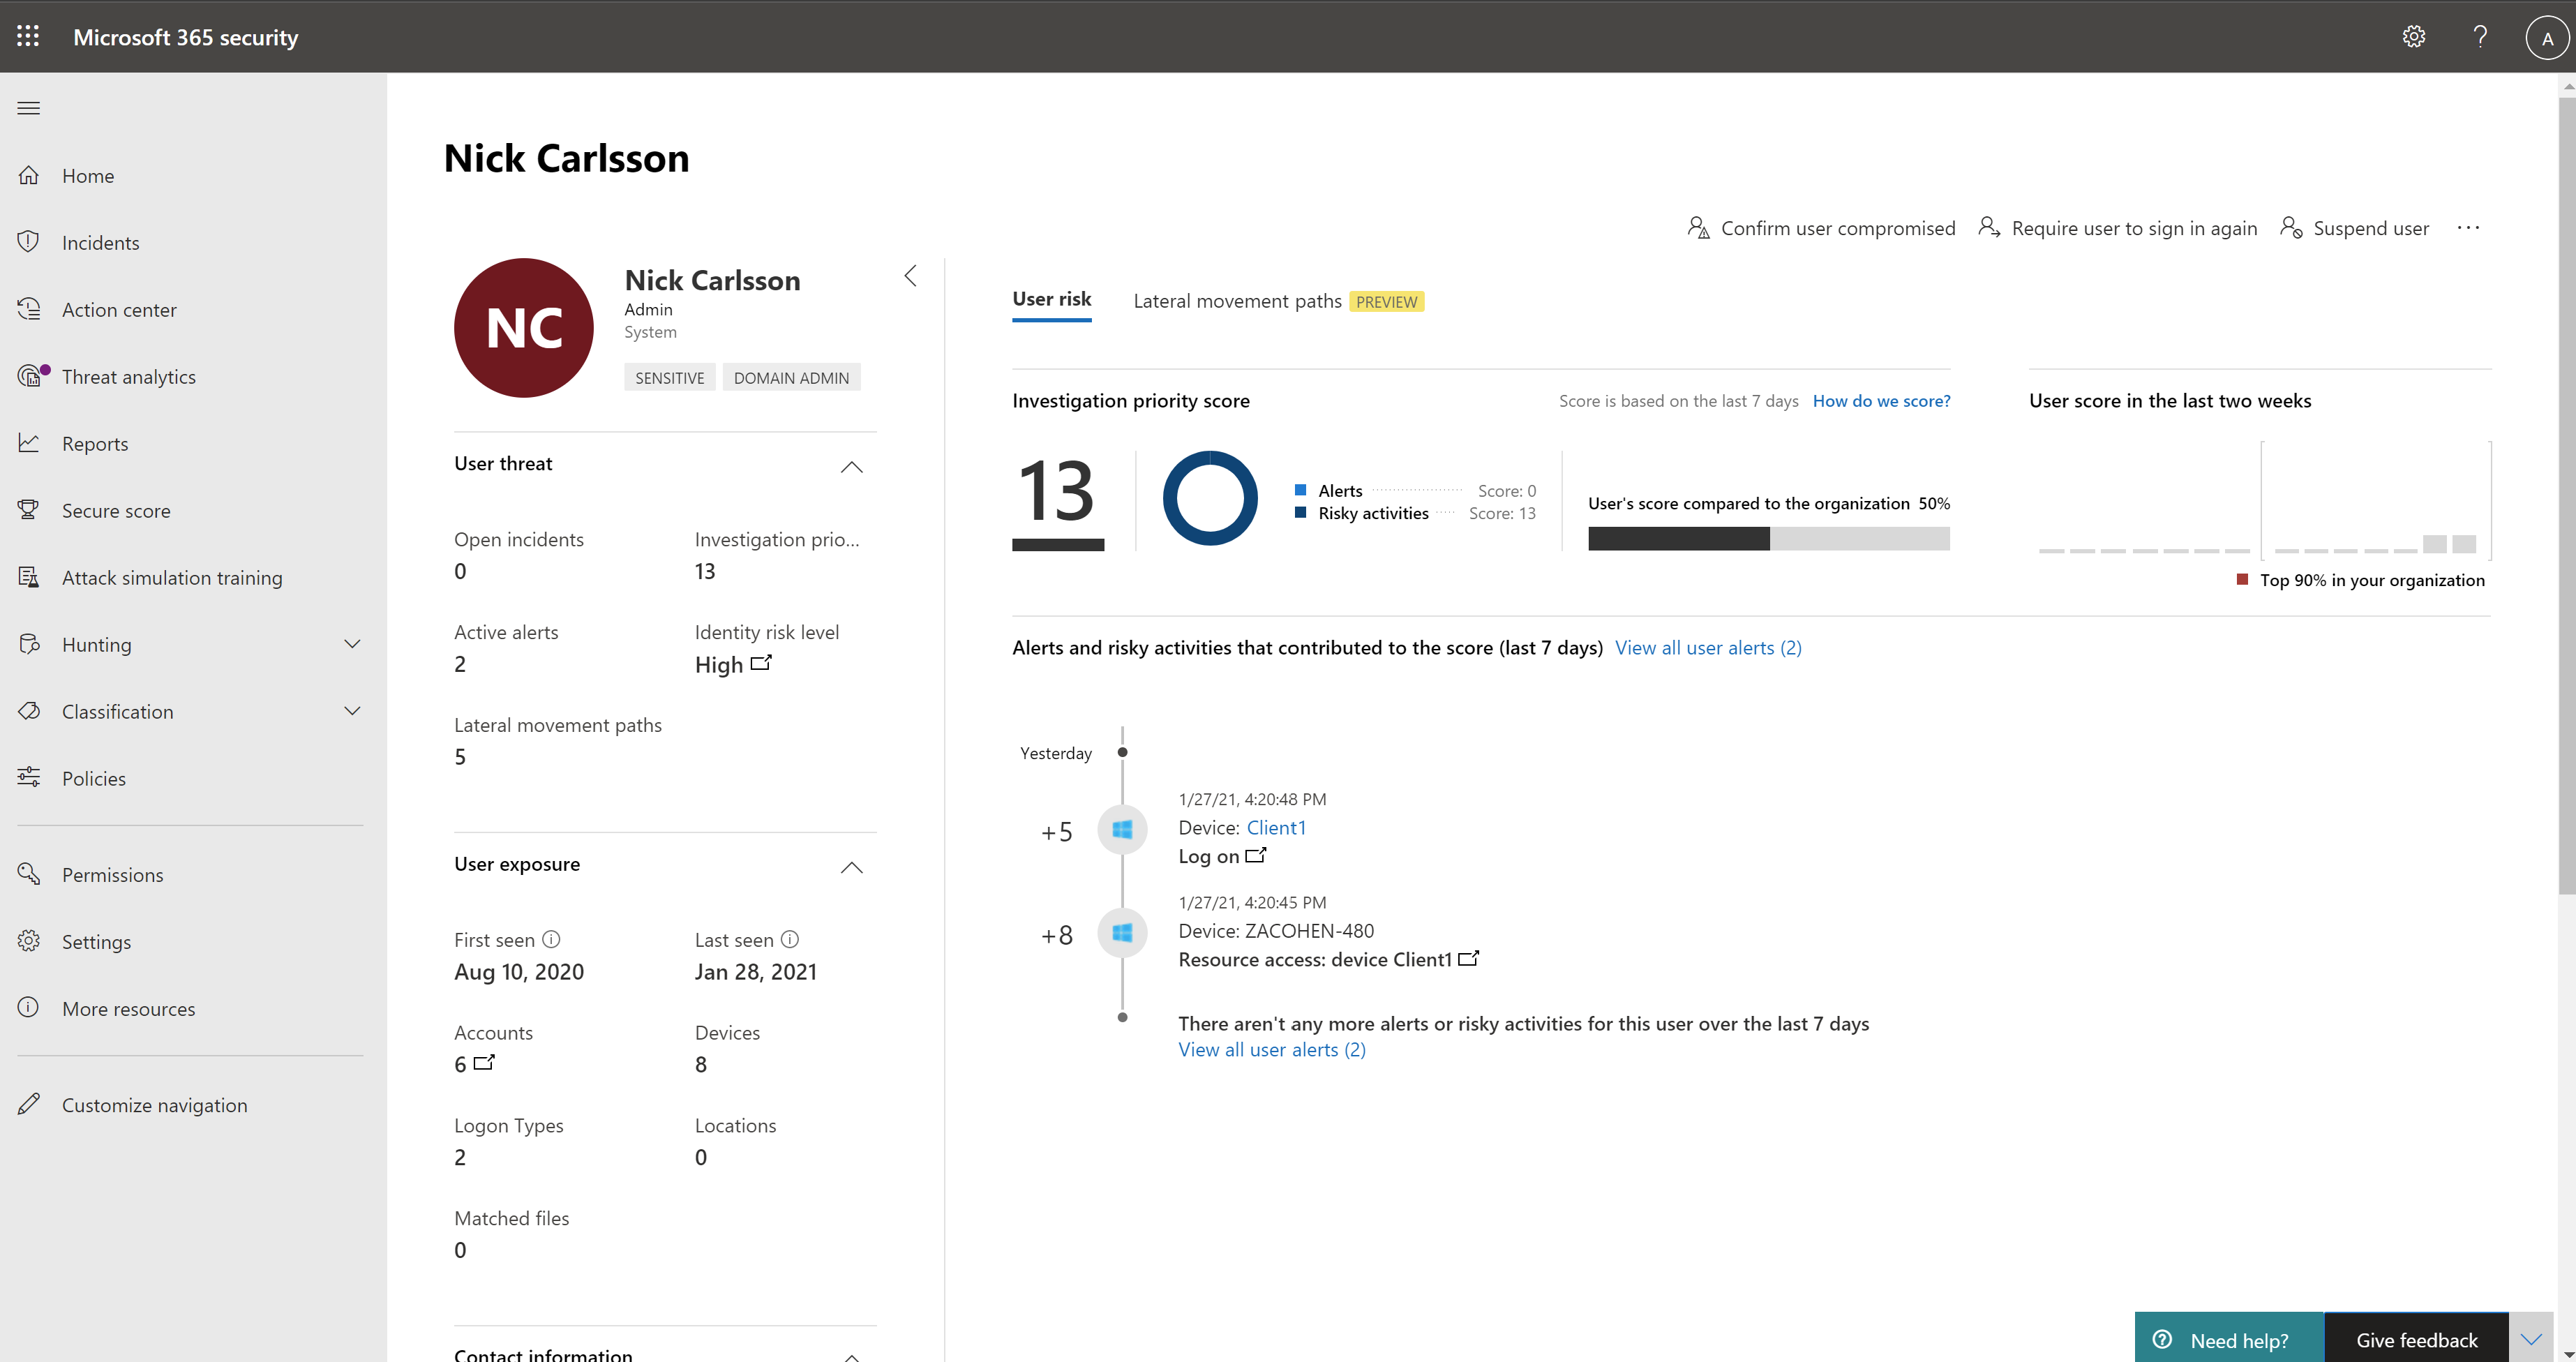 Microsoft 365 security
?
A
Home
Incidents
Action center
Threat analytics
Reports
Secure score
Attack simulation training
Hunting
Classification
Policies
Permissions
Settings
More resources
Customize navigation
Nick Carlsson
Confirm user compromised
Require user to sign in again
Suspend user
...
NC
Nick Carlsson
Admin
System
SENSITIVE
DOMAIN ADMIN
User threat
Open incidents
0
Investigation prio...
13
Active alerts
2
Identity risk level
High
Lateral movement paths
5
User exposure
First seen
Aug 10, 2020
Last seen
Jan 28, 2021
Accounts
6
Devices
8
Logon Types
2
Locations
0
Matched files
0
Contact information
User risk
Lateral movement paths PREVIEW
Investigation priority score
Score is based on the last 7 days How do we score?
13
Alerts Score: 0
Risky activities Score: 13
User's score compared to the organization 50%
User score in the last two weeks
Top 90% in your organization
Alerts and risky activities that contributed to the score (last 7 days) View all user alerts (2)
Yesterday
+5
1/27/21, 4:20:48 PM
Device: Client1
Log on
+8
1/27/21, 4:20:45 PM
Device: ZACOHEN-480
Resource access: device Client1
There aren't any more alerts or risky activities for this user over the last 7 days
View all user alerts (2)
Need help?
Give feedback